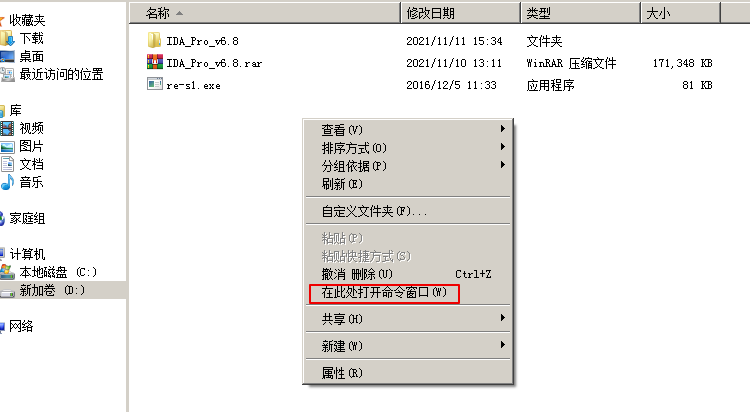 收藏夹
下载
桌面
最近访问的位置
库
视频
图片
文档
音乐
家庭组
计算机
本地磁盘 (C:)
新加卷 (D:)
网络
名称 修改日期 类型 大小
IDA_Pro_v6.8 2021/11/11 15:34 文件夹
IDA_Pro_v6.8.rar 2021/11/10 13:11 WinRAR 压缩文件 171,348 KB
re-s1.exe 2016/12/5 11:33 应用程序 81 KB
查看(V)
排序方式(O)
分组依据(P)
刷新(E)
自定义文件夹(F)...
粘贴(P)
粘贴快捷方式(S)
撤消 删除(U) Ctrl+Z
在此处打开命令窗口(W)
共享(H)
新建(W)
属性(R)